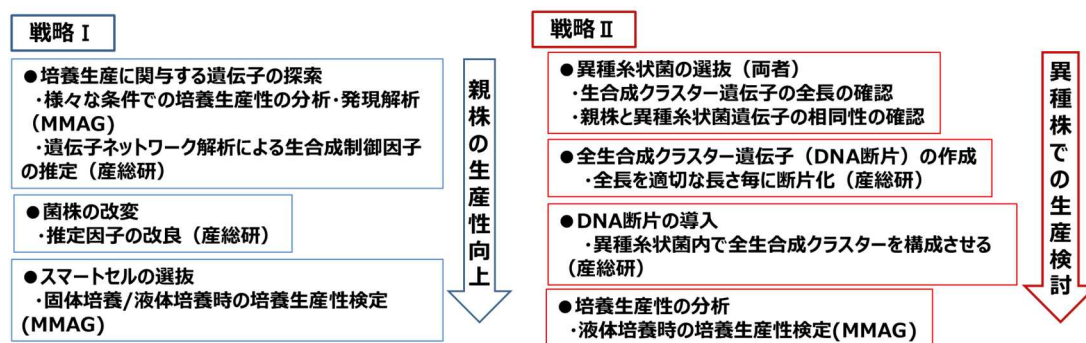 戦略Ⅰ
●培養生産に関与する遺伝子の探索
・様々な条件での培養生産性の分析・発現解析
(MMAG)
・遺伝子ネットワーク解析による生合成制御因子
の推定（産総研）
●菌株の改変
・推定因子の改良（産総研）
●スマートセルの選抜
・固体培養/液体培養時の培養生産性検定
(MMAG)
親株の生産性向上
戦略Ⅱ
●異種糸状菌の選抜（両者）
・生合成クラスター遺伝子の全長の確認
・親株と異種糸状菌遺伝子の相同性の確認
●全生合成クラスター遺伝子（DNA断片）の作成
・全長を適切な長さ毎に断片化（産総研）
●DNA断片の導入
・異種糸状菌内で全生合成クラスターを構成させる
（産総研）
●培養生産性の分析
・液体培養時の培養生産性検定(MMAG)
異種株での生産検討